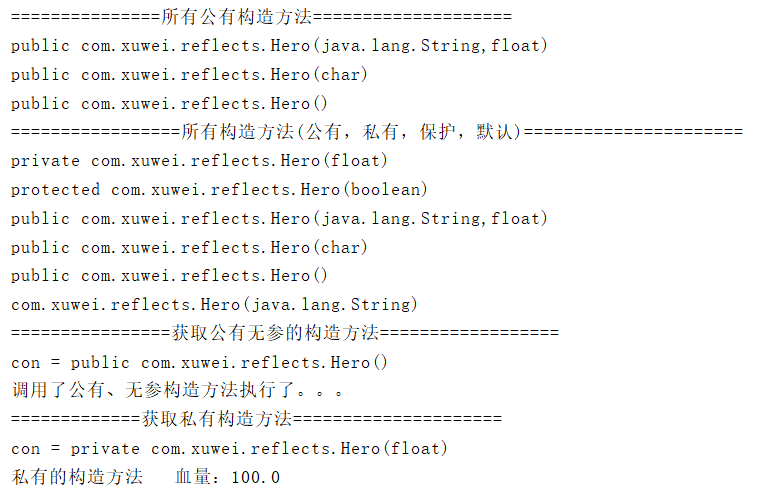 ===============所有公有构造方法====================
public com.xuwei.reflects.Hero(java.lang.String,float)
public com.xuwei.reflects.Hero(char)
public com.xuwei.reflects.Hero()
=================所有构造方法(公有，私有，保护，默认)======================
private com.xuwei.reflects.Hero(float)
protected com.xuwei.reflects.Hero(boolean)
public com.xuwei.reflects.Hero(java.lang.String,float)
public com.xuwei.reflects.Hero(char)
public com.xuwei.reflects.Hero()
com.xuwei.reflects.Hero(java.lang.String)
================获取公有无参的构造方法==================
con = public com.xuwei.reflects.Hero()
调用了公有、无参构造方法执行了。。。
=============获取私有构造方法=====================
con = private com.xuwei.reflects.Hero(float)
私有的构造方法   血量：100.0